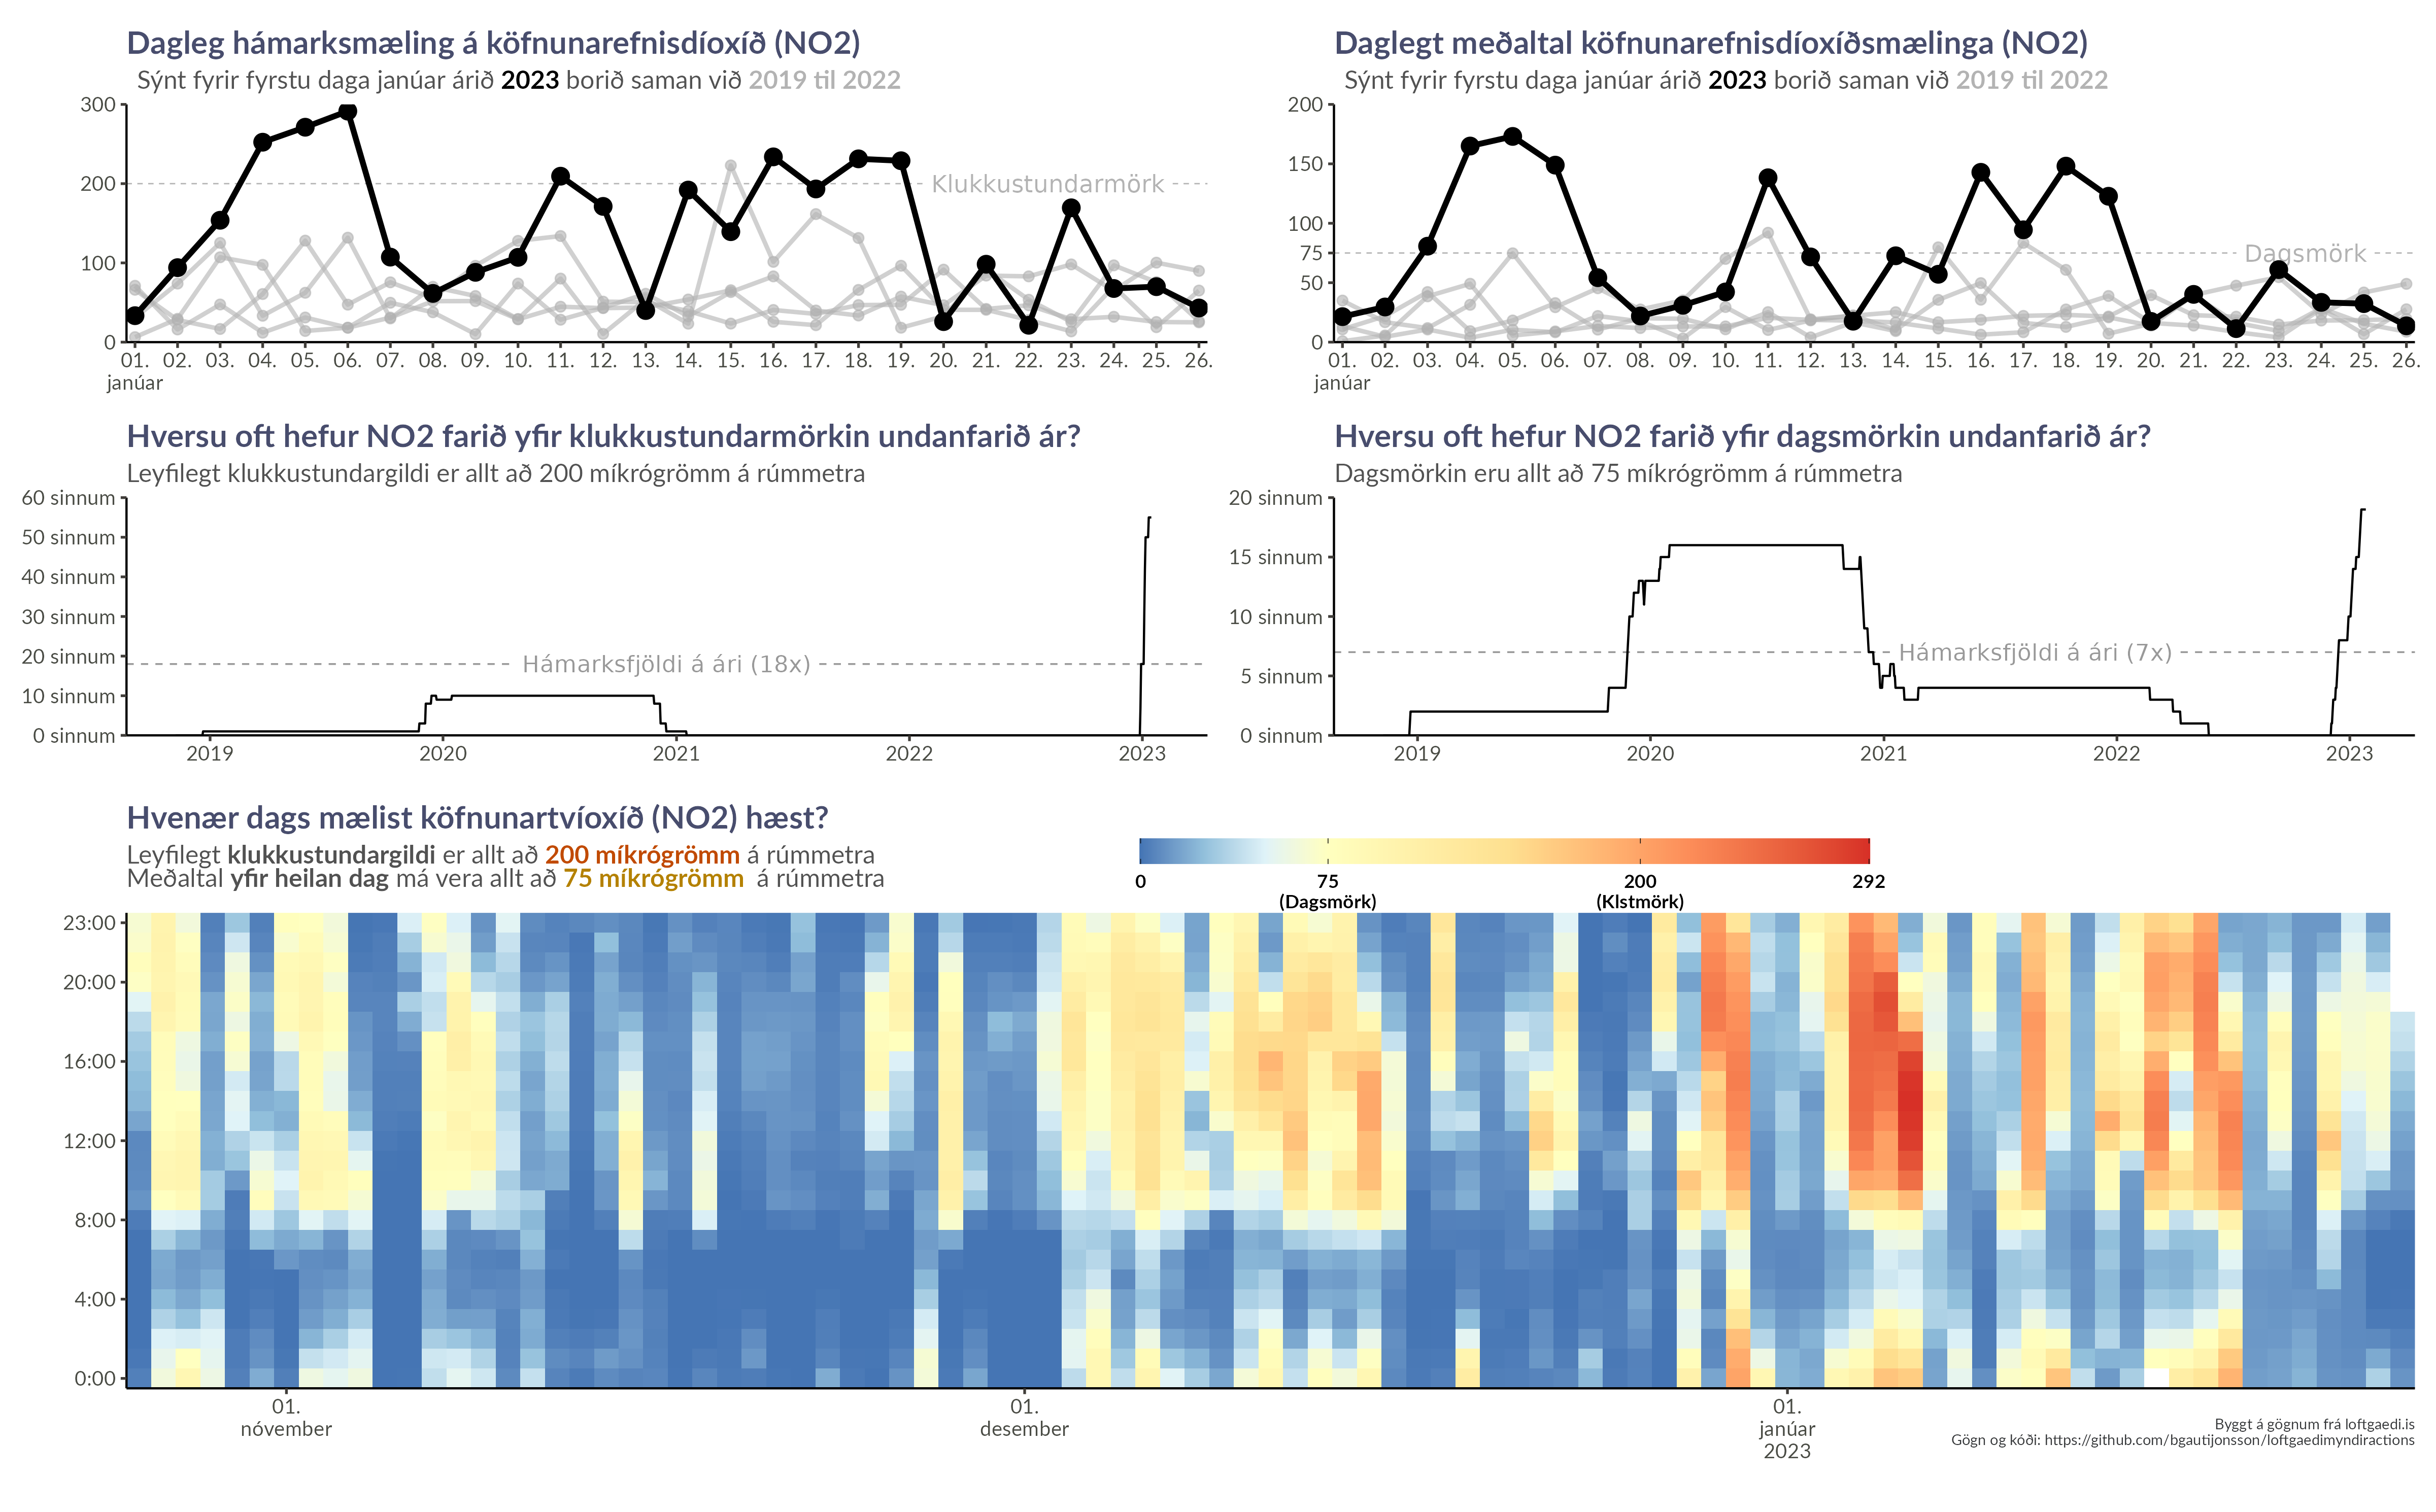 Dagleg hámarksmæling á köfnunarefnisdíoxíð (NO2)
Sýnt fyrir fyrstu daga janúar árið 2023 borið saman við 2019 til 2022
300
200
100
0
Klukkustundarmörk
01. 02. 03. 04. 05. 06. 07. 08. 09. 10. 11. 12. 13. 14. 15. 16. 17. 18. 19. 20. 21. 22. 23. 24. 25. 26.
janúar
Daglegt meðaltal köfnunarefnisdíoxíðsmælinga (NO2)
Sýnt fyrir fyrstu daga janúar árið 2023 borið saman við 2019 til 2022
200
150
100
75
50
0
Dagsmörk
01. 02. 03. 04. 05. 06. 07. 08. 09. 10. 11. 12. 13. 14. 15. 16. 17. 18. 19. 20. 21. 22. 23. 24. 25. 26.
janúar
Hversu oft hefur NO2 farið yfir klukkustundarmörkin undanfarið ár?
Leyfilegt klukkustundargildi er allt að 200 míkrógrömm á rúmmetra
60 sinnum
50 sinnum
40 sinnum
30 sinnum
20 sinnum
10 sinnum
0 sinnum
Hámarksfjöldi á ári (18x)
2019 2020 2021 2022 2023
Hversu oft hefur NO2 farið yfir dagsmörkin undanfarið ár?
Dagsmörkin eru allt að 75 míkrógrömm á rúmmetra
20 sinnum
15 sinnum
10 sinnum
5 sinnum
0 sinnum
Hámarksfjöldi á ári (7x)
2019 2020 2021 2022 2023
Hvenær dags mælist köfnunartvíoxíð (NO2) hæst?
Leyfilegt klukkustundargildi er allt að 200 míkrógrömm á rúmmetra
Meðaltal yfir heilan dag má vera allt að 75 míkrógrömm á rúmmetra
0 75 200 292
(Dagsmörk) (Klstmörk)
23:00
20:00
16:00
12:00
8:00
4:00
0:00
01. 01. 01.
nóvember desember janúar
2023
Byggt á gögnum frá loftgaedi.is
Gögn og kóði: https://github.com/bgautijonsson/loftgaedimyndiractions